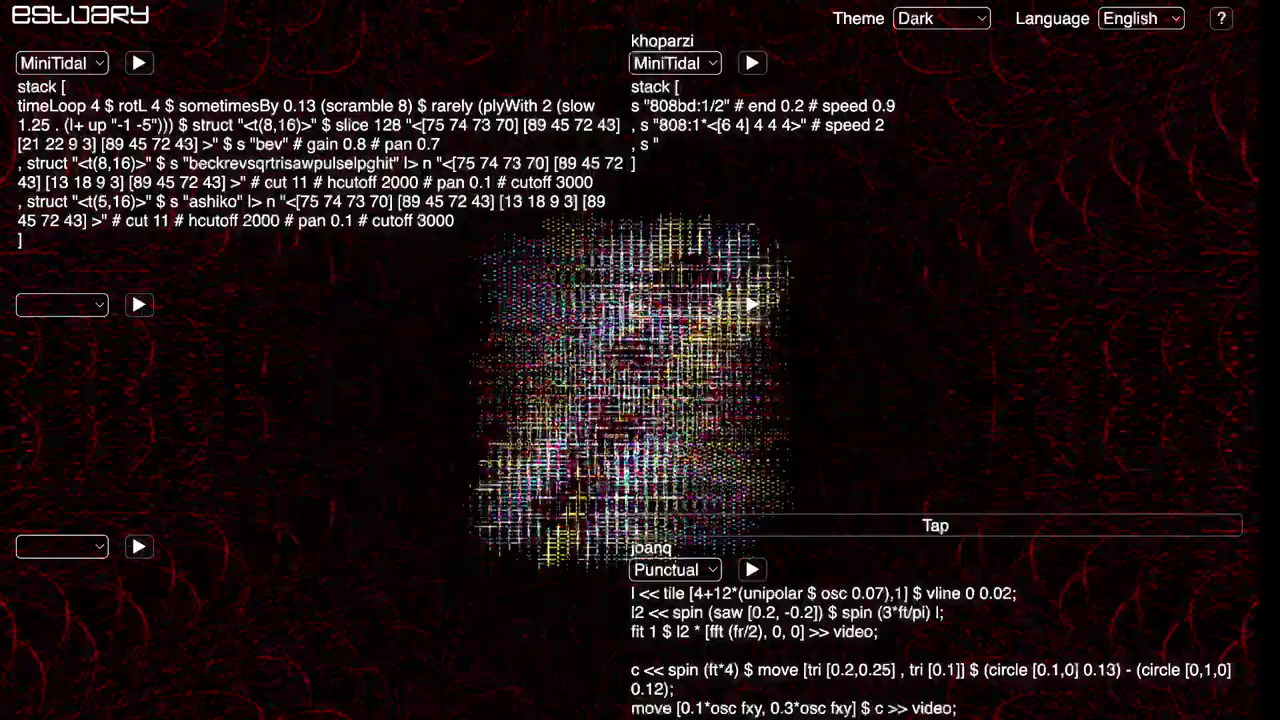 estuary
Theme Dark Language English ?
MiniTidal
stack [
timeLoop 4 $ rotL 4 $ sometimesBy 0.13 (scramble 8) $ rarely (plyWith 2 (slow
1.25 . (|+ up "-1 -5"))) $ struct "<t(8,16)>" $ slice 128 "<[75 74 73 70] [89 45 72 43]
[21 22 9 3] [89 45 72 43] >" $ s "bev" # gain 0.8 # pan 0.7
, struct "<t(8,16)>" $ s "beckrevsqrtrisawpulselpghit" |> n "<[75 74 73 70] [89 45 72
43] [13 18 9 3] [89 45 72 43] >" # cut 11 # hcutoff 2000 # pan 0.1 # cutoff 3000
, struct "<t(5,16)>" $ s "ashiko" |> n "<[75 74 73 70] [89 45 72 43] [13 18 9 3] [89
45 72 43] >" # cut 11 # hcutoff 2000 # pan 0.1 # cutoff 3000
]
khoparzi
MiniTidal
stack [
s "808bd:1/2" # end 0.2 # speed 0.9
, s "808:1*<[6 4] 4 4 4>" # speed 2
, s "
]
Tap
joanq
Punctual
l << tile [4+12*(unipolar $ osc 0.07),1] $ vline 0 0.02;
l2 << spin (saw [0.2, -0.2]) $ spin (3*ft/pi) l;
fit 1 $ l2 * [fft (fr/2), 0, 0] >> video;
c << spin (ft*4) $ move [tri [0.2,0.25] , tri [0.1]] $ (circle [0.1,0] 0.13) - (circle [0,1,0]
0.12);
move [0.1*osc fxy, 0.3*osc fxy] $ c >> video;